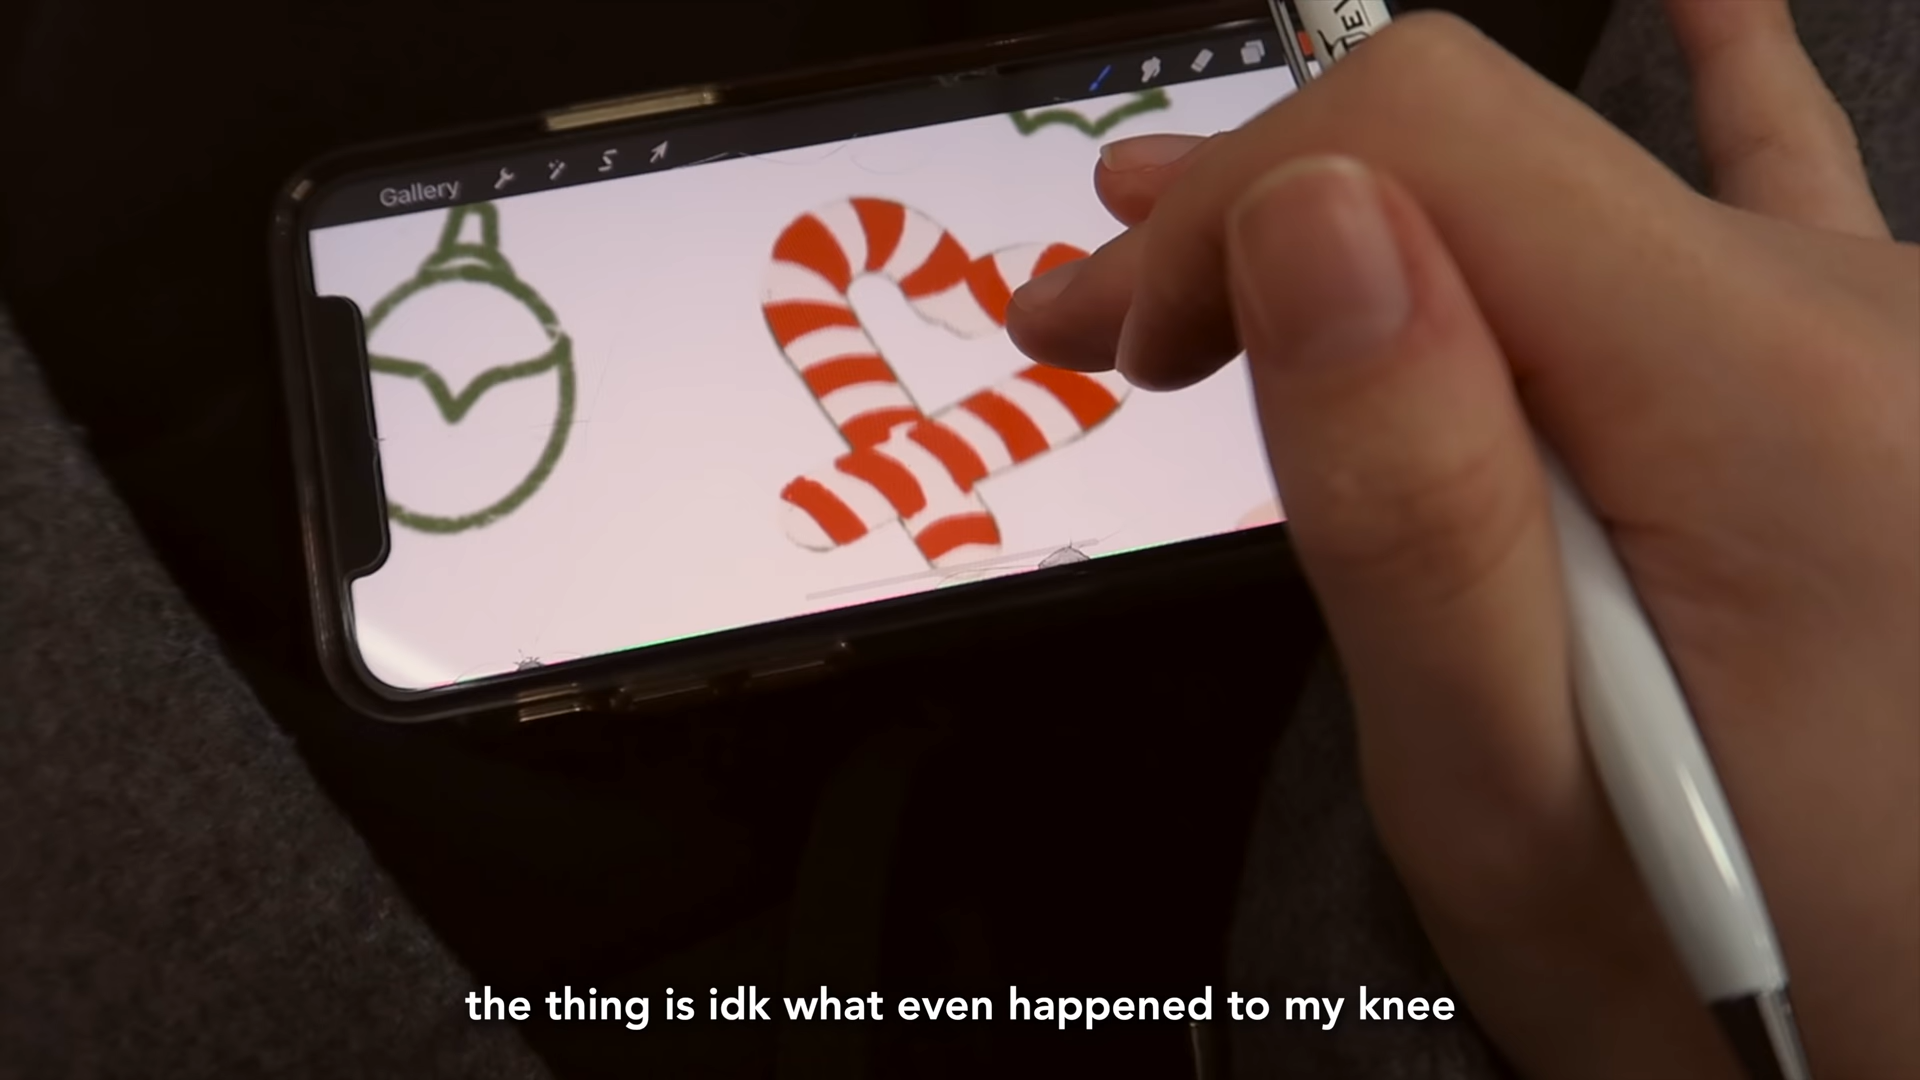 Gallery
the thing is idk what even happened to my knee